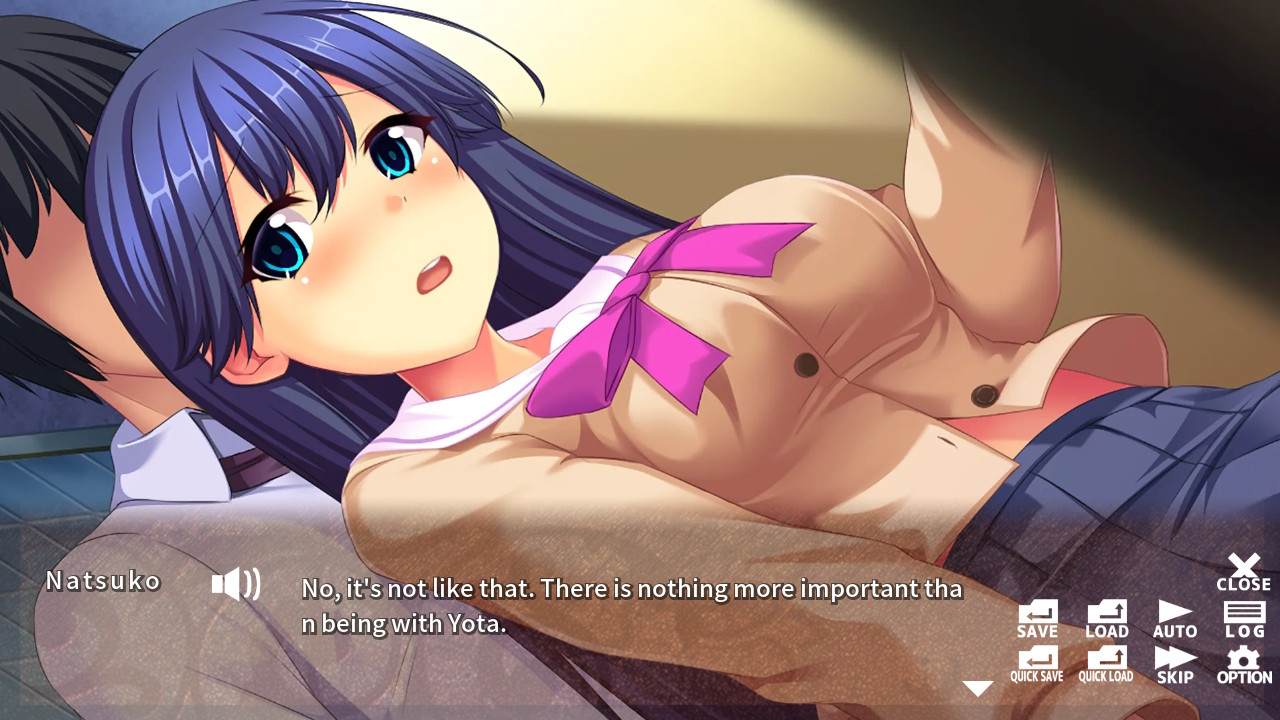 Natsuko
No, it's not like that. There is nothing more important tha
n being with Yota.
CLOSE
SAVE
LOAD
AUTO
LOG
QUICK SAVE
QUICK LOAD
SKIP
OPTION